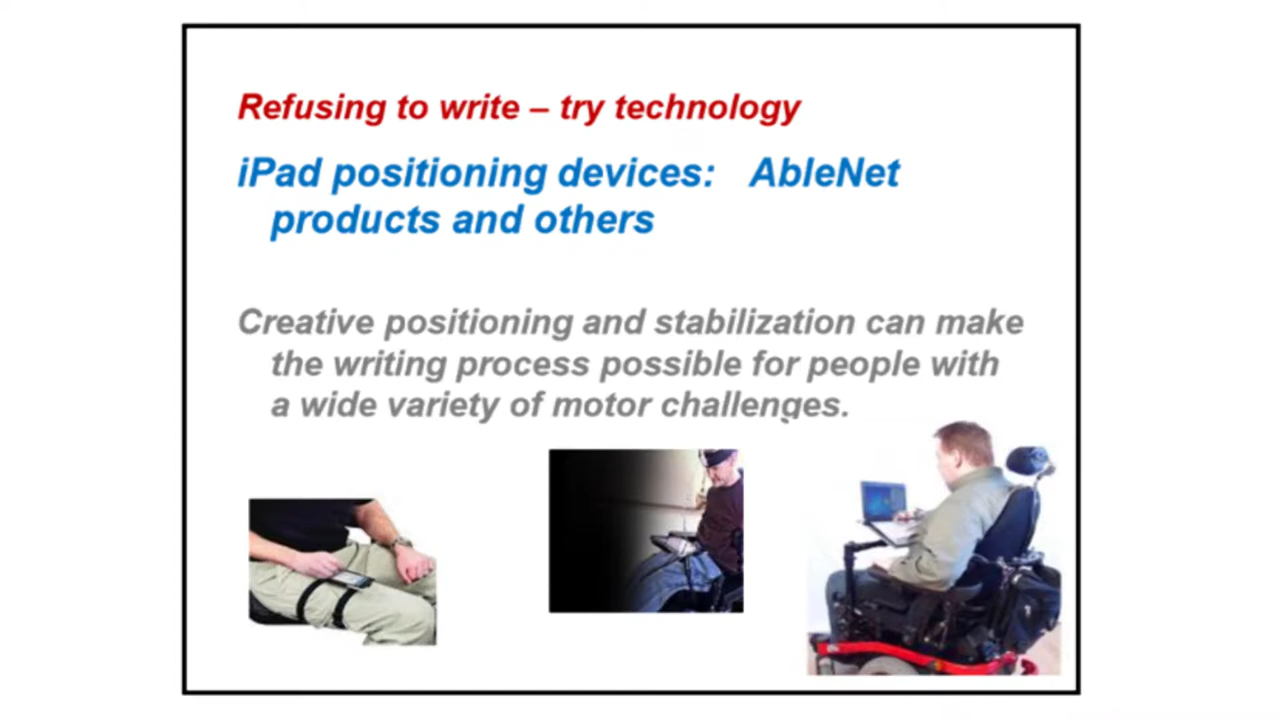 Refusing to write – try technology
iPad positioning devices: AbleNet
products and others
Creative positioning and stabilization can make
the writing process possible for people with
a wide variety of motor challenges.